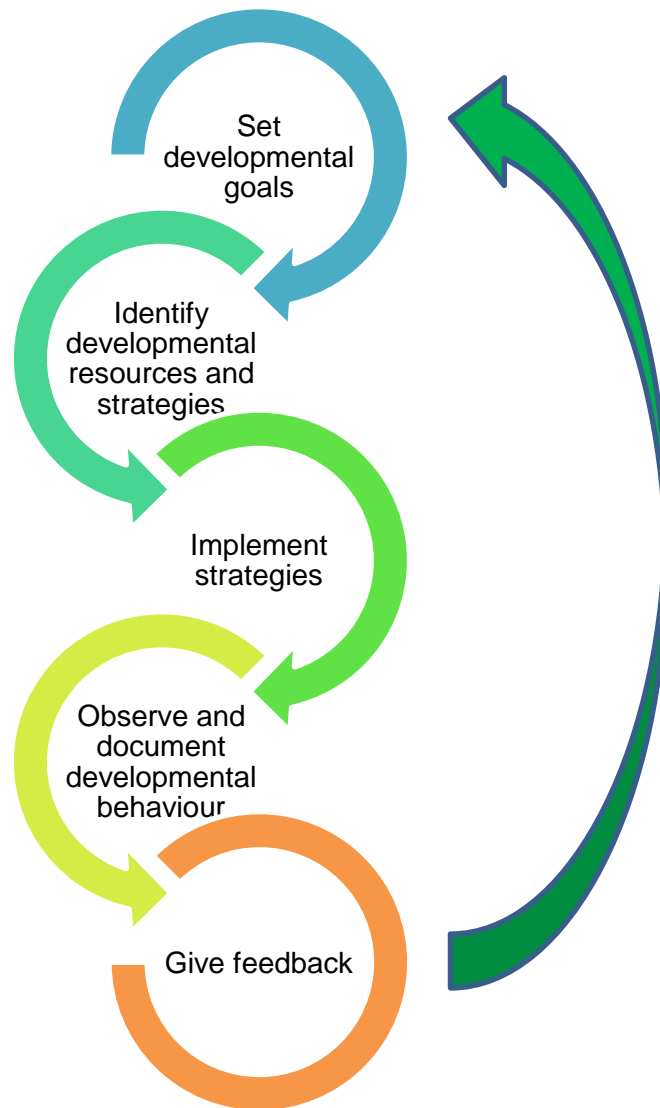 Set
developmental
goals
Identify
developmental
resources and
strategies
Implement
strategies
Observe and
document
developmental
behaviour
Give feedback